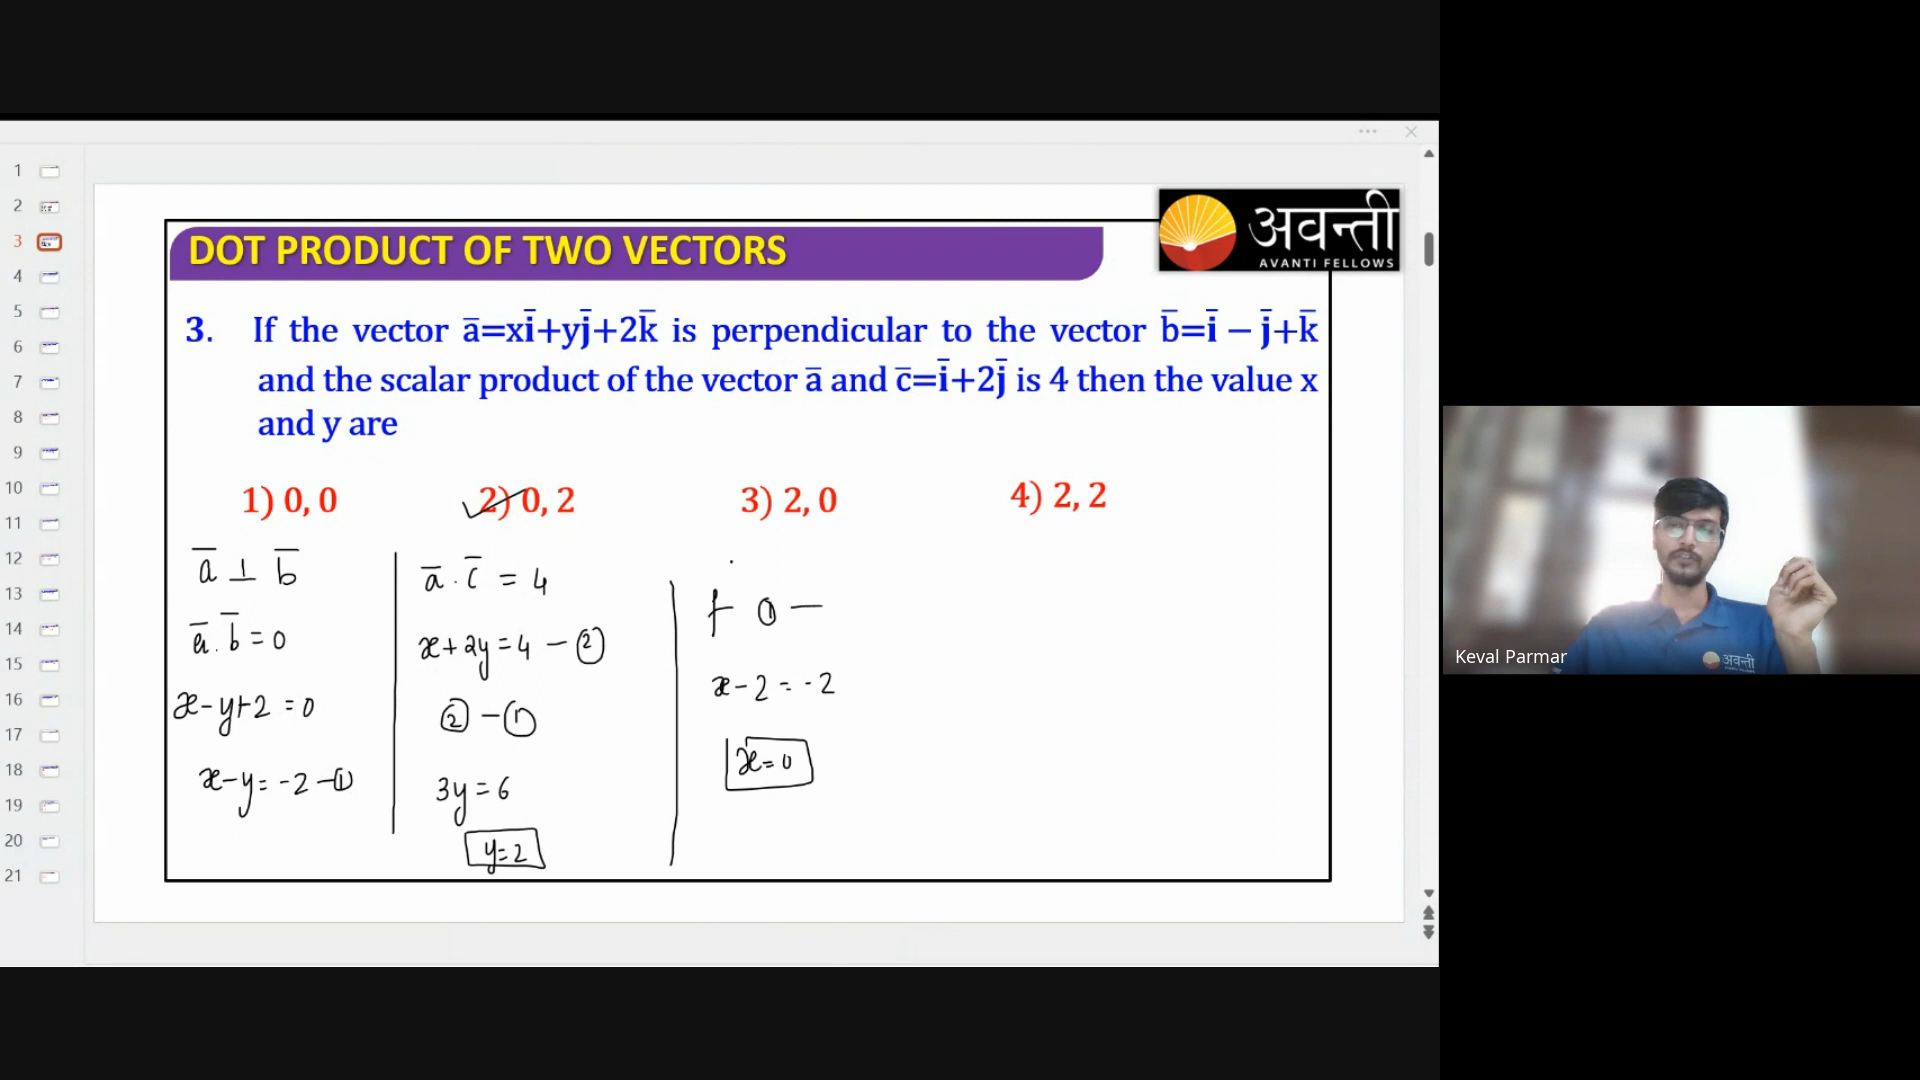 1
2
3
4
5
6
7
8
9
10
11
12
13
14
15
16
17
18
19
20
21
अवन्ती
AVANTI FELLOWS
DOT PRODUCT OF TWO VECTORS
3. If the vector a̅=xi̅+yj̅+2k̅ is perpendicular to the vector b̅=i̅ − j̅+k̅
and the scalar product of the vector a̅ and c̅=i̅+2j̅ is 4 then the value x
and y are
1) 0, 0 2) 0, 2 3) 2, 0 4) 2, 2
a̅ ⊥ b̅
a̅ . b̅ = 0
x-y+2 = 0
x-y = -2 -①
a̅ . c̅ = 4
x+2y = 4 - ②
② - ①
3y = 6
y = 2
① -
x - 2 = -2
x = 0
Keval Parmar
अवन्ती